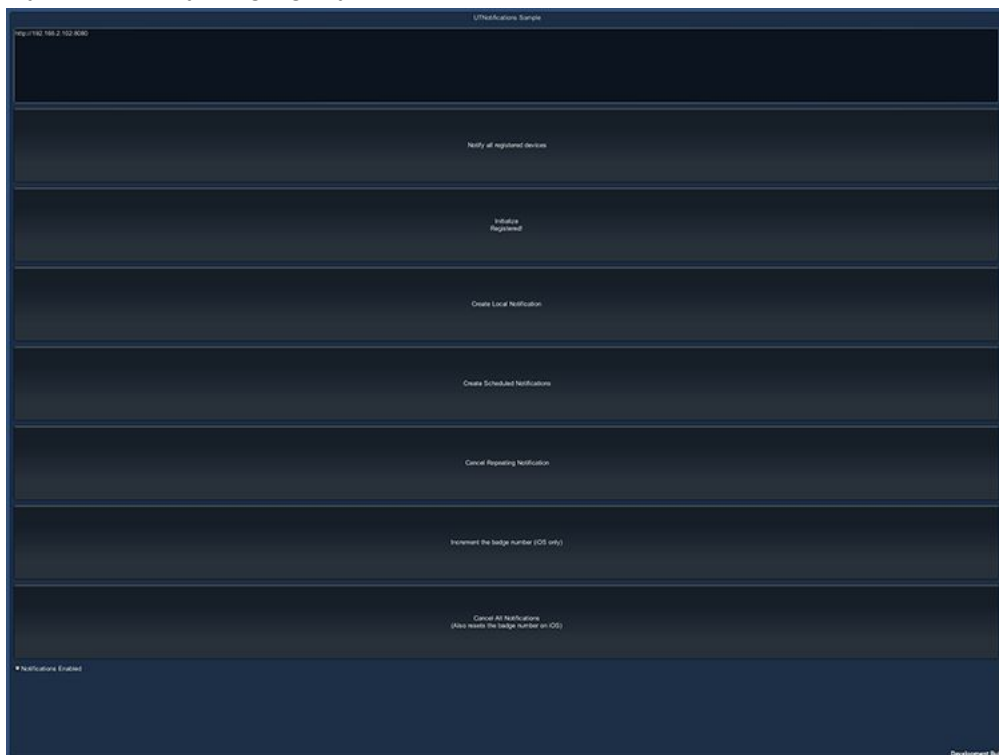 UTNotifications Sample
http://192.168.2.102:8080
Notify all registered devices
Initialize
Registered!
Create Local Notification
Create Scheduled Notifications
Cancel Repeating Notification
Increment the badge number (iOS only)
Cancel All Notifications
(Also resets the badge number on iOS)
Notifications Enabled
Development